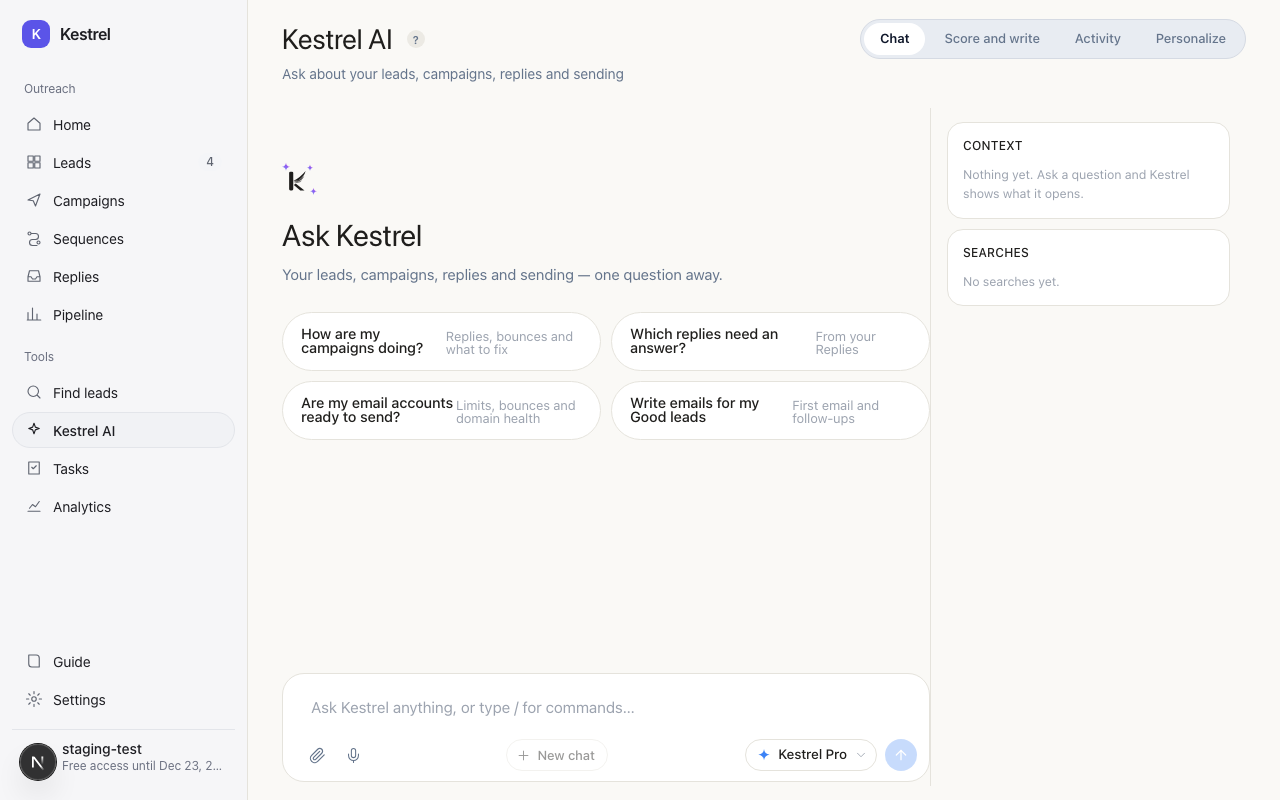 K Kestrel
Outreach
Home
Leads 4
Campaigns
Sequences
Replies
Pipeline
Tools
Find leads
Kestrel AI
Tasks
Analytics
Guide
Settings
N staging-test
Free access until Dec 23, 2...
Kestrel AI ?
Ask about your leads, campaigns, replies and sending
Chat Score and write Activity Personalize
K
Ask Kestrel
Your leads, campaigns, replies and sending — one question away.
How are my
campaigns doing?
Replies, bounces and
what to fix
Which replies need an
answer?
From your
Replies
Are my email accounts
ready to send?
Limits, bounces and
domain health
Write emails for my
Good leads
First email and
follow-ups
Ask Kestrel anything, or type / for commands...
New chat
Kestrel Pro
CONTEXT
Nothing yet. Ask a question and Kestrel
shows what it opens.
SEARCHES
No searches yet.